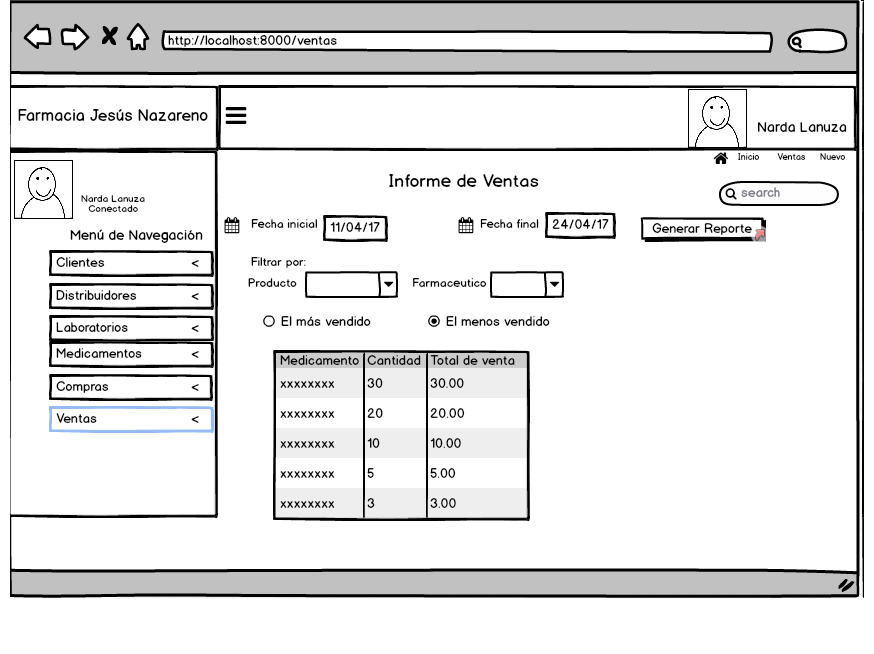 http://localhost:8000/ventas
Farmacia Jesús Nazareno
Narda Lanuza
Inicio Ventas Nuevo
Narda Lanuza
Conectado
Menú de Navegación
Clientes <
Distribuidores <
Laboratorios <
Medicamentos <
Compras <
Ventas <
Informe de Ventas
search
Fecha inicial 11/04/17 Fecha final 24/04/17 Generar Reporte
Filtrar por:
Producto Farmaceutico
El más vendido El menos vendido
Medicamento Cantidad Total de venta
xxxxxxxx 30 30.00
xxxxxxxx 20 20.00
xxxxxxxx 10 10.00
xxxxxxxx 5 5.00
xxxxxxxx 3 3.00